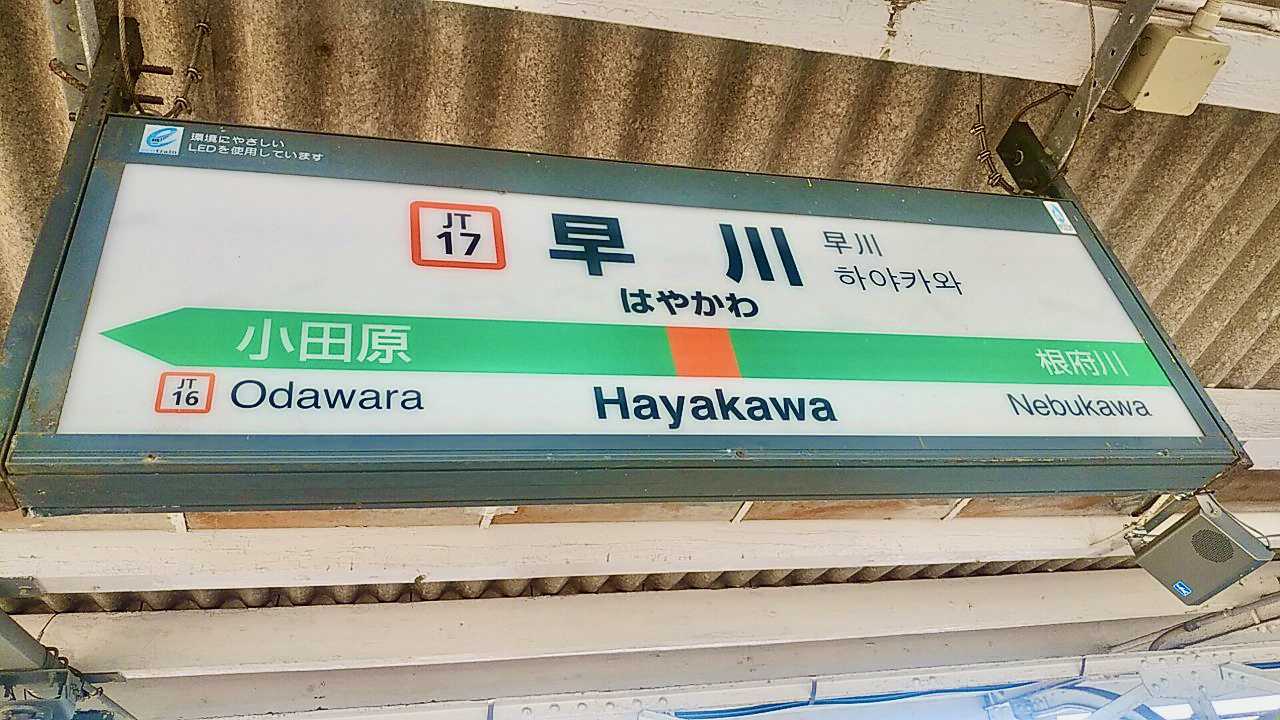 環境にやさしい
LEDを使用しています
JT
17
早川
早川
하야카와
はやかわ
小田原
根府川
JT
16
Odawara
Hayakawa
Nebukawa